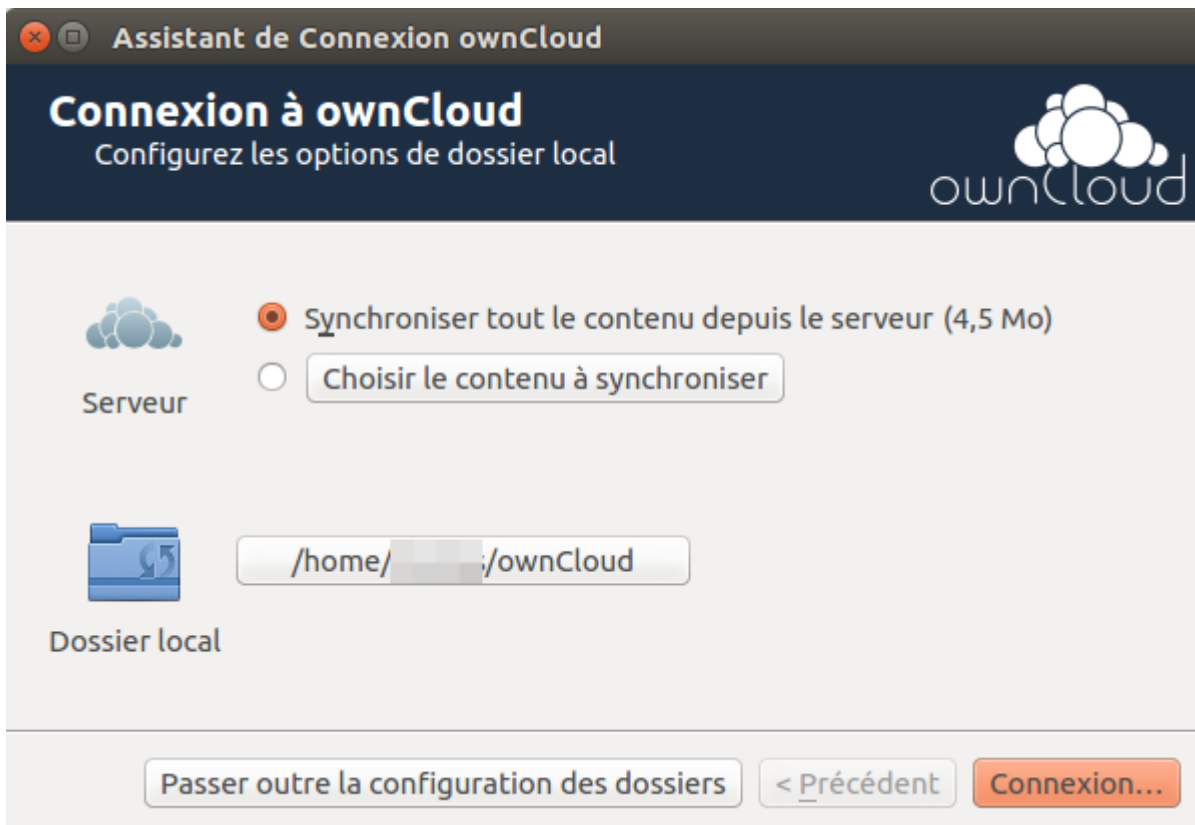 Assistant de Connexion ownCloud
Connexion à ownCloud
Configurez les options de dossier local
ownCloud
Synchroniser tout le contenu depuis le serveur (4,5 Mo)
Choisir le contenu à synchroniser
Serveur
/home/ /ownCloud
Dossier local
Passer outre la configuration des dossiers
< Précédent
Connexion...